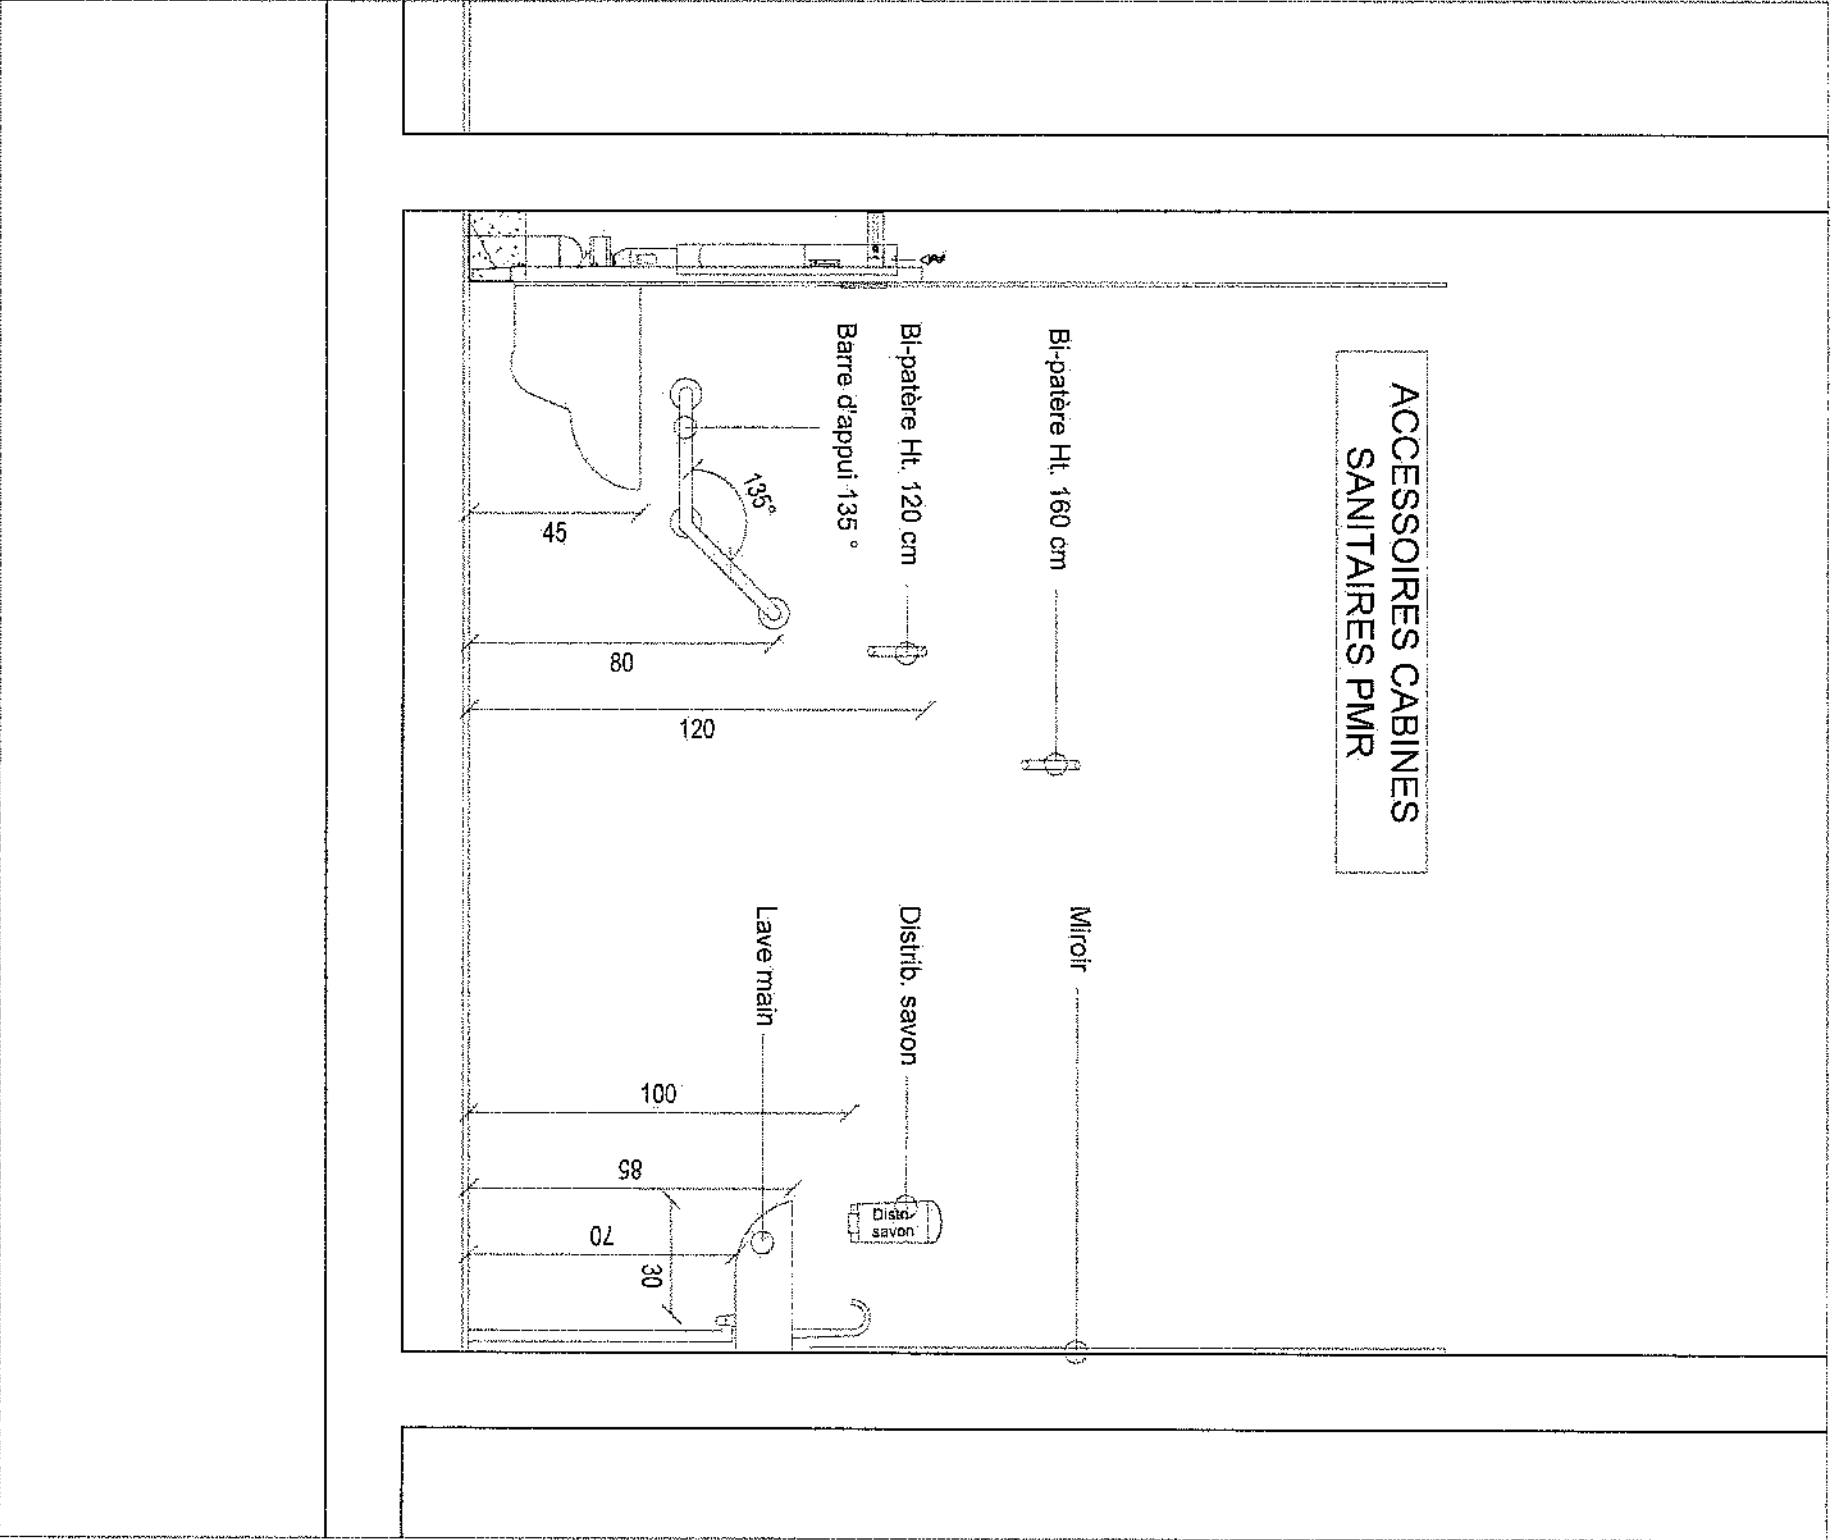 ACCESSOIRES CABINES
SANITAIRES PMR
Bi-patère Ht. 160 cm
Bi-patère Ht. 120 cm
Barre d'appui 135 °
135°
45
80
120
Miroir
Distrib. savon
Lave main
100
85
70
30
Distri.
savon